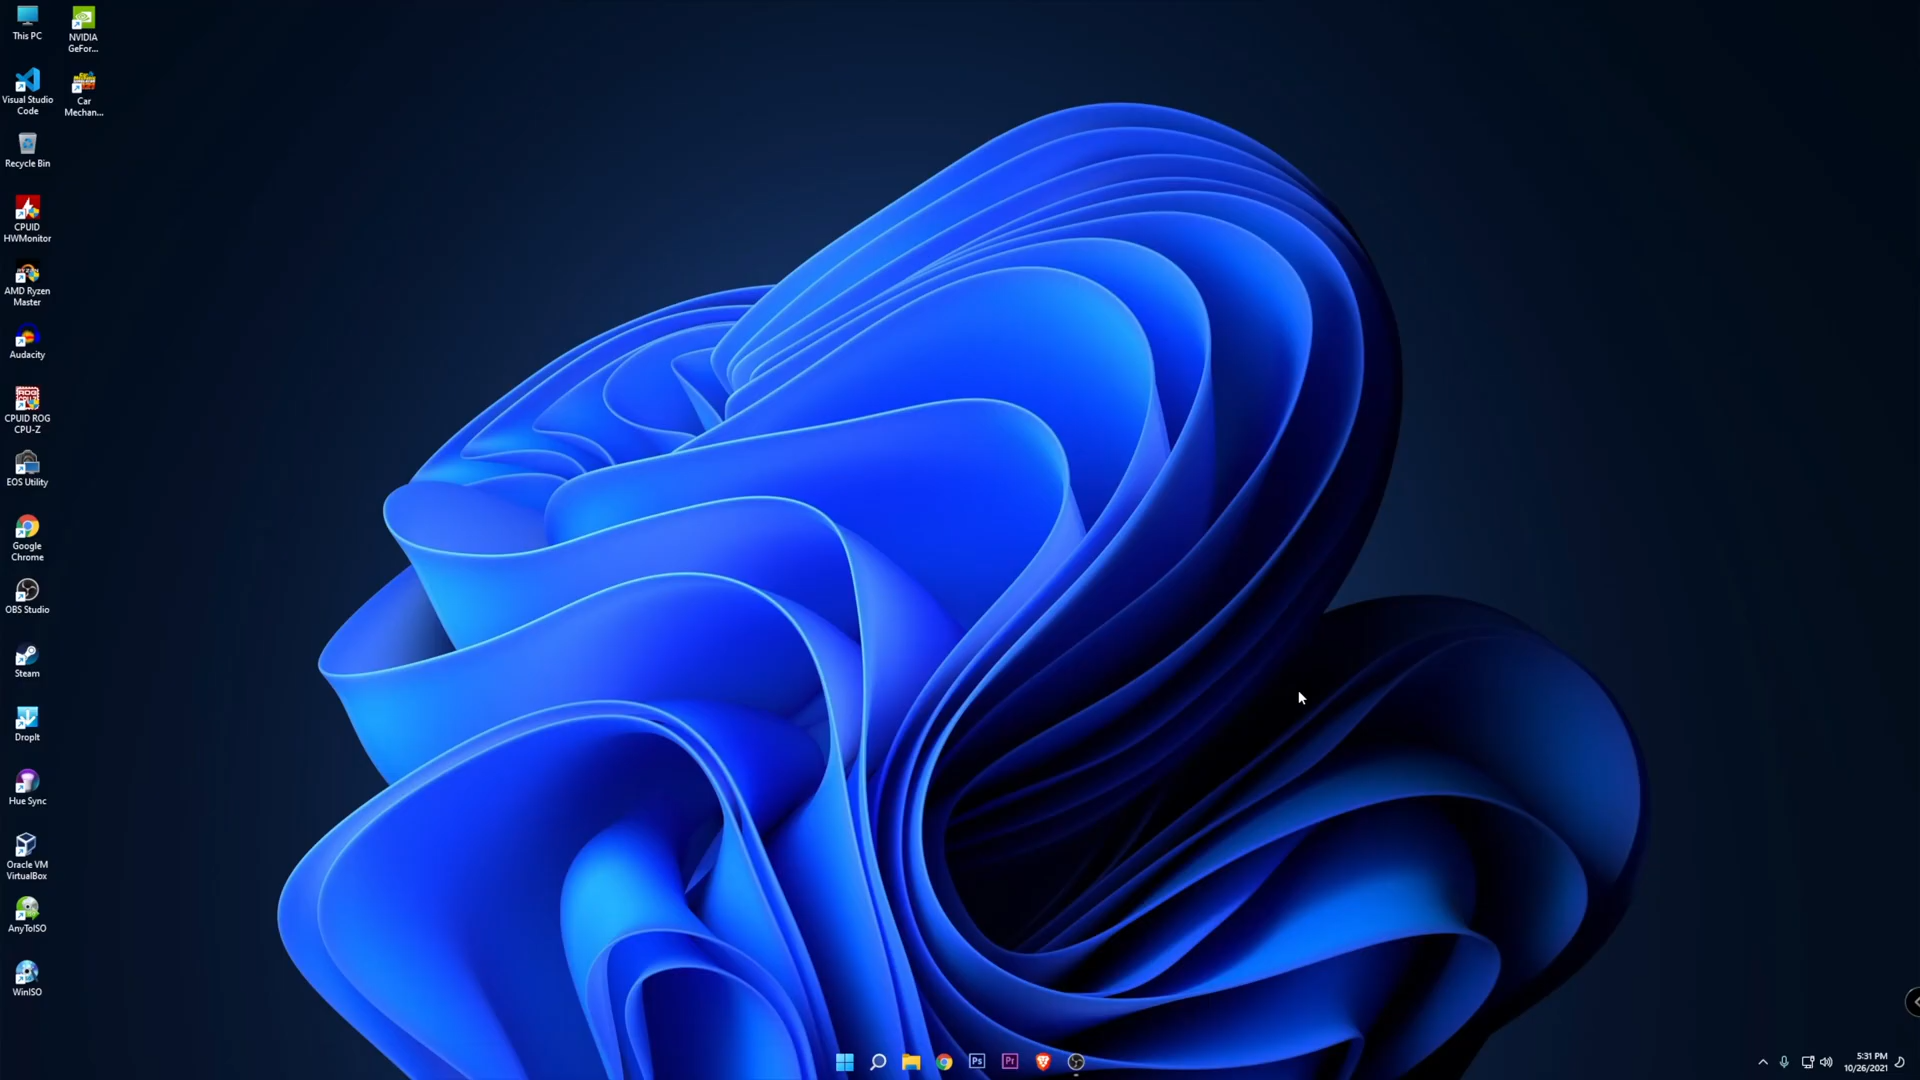 This PC
NVIDIA
GeFor...
Visual Studio
Code
Car
Mechan...
Recycle Bin
CPUID
HWMonitor
AMD Ryzen
Master
Audacity
CPUID ROG
CPU-Z
EOS Utility
Google
Chrome
OBS Studio
Steam
DropIt
Hue Sync
Oracle VM
VirtualBox
AnyToISO
WinISO
Ps
Pr
5:31 PM
10/26/2021